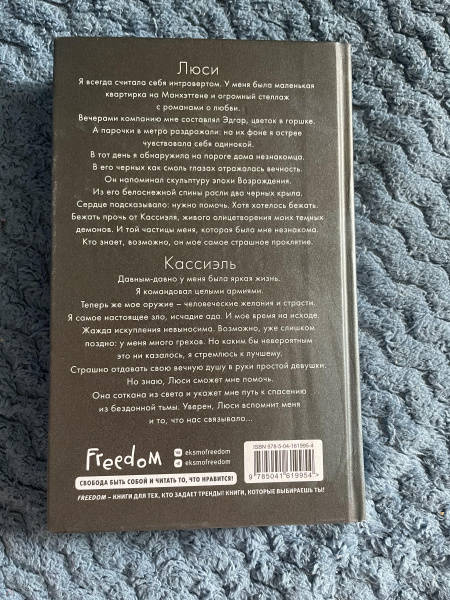 Люси
Я всегда считала себя интровертом. У меня была маленькая
квартирка на Манхэттене и огромный стеллаж
с романами о любви.
Вечерами компанию мне составлял Эдгар, цветок в горшке.
А парочки в метро раздражали: на их фоне я острее
чувствовала себя одинокой.
В тот день я обнаружила на пороге дома незнакомца.
В его черных как смоль глазах отражалась вечность.
Он напоминал скульптуру эпохи Возрождения.
Из его белоснежной спины росли два черных крыла.
Сердце подсказывало: нужно помочь. Хотя хотелось бежать.
Бежать прочь от Кассиэля, живого олицетворения моих темных
демонов. И той частицы меня, которая была мне незнакома.
Кто знает, возможно, он мое самое страшное проклятие.
Кассиэль
Давным-давно у меня была яркая жизнь.
Я командовал целыми армиями.
Теперь же мое оружие – человеческие желания и страсти.
Я самое настоящее зло, исчадие ада. И мое время на исходе.
Жажда искупления невыносима. Возможно, уже слишком
поздно: у меня много грехов. Но каким бы невероятным
это ни казалось, я стремлюсь к лучшему.
Страшно отдавать свою вечную душу в руки простой девушки.
Но знаю, Люси сможет мне помочь.
Она соткана из света и укажет мне путь к спасению
из бездонной тьмы. Уверен, Люси вспомнит меня
и то, что нас связывало...
Freedom
eksmofreedom
eksmofreedom
СВОБОДА БЫТЬ СОБОЙ И ЧИТАТЬ ТО, ЧТО НРАВИТСЯ!
FREEDOM – КНИГИ ДЛЯ ТЕХ, КТО ЗАДАЕТ ТРЕНДЫ! КНИГИ, КОТОРЫЕ ВЫБИРАЕШЬ ТЫ!
ISBN 978-5-04-161995-4
9 785041 619954 >